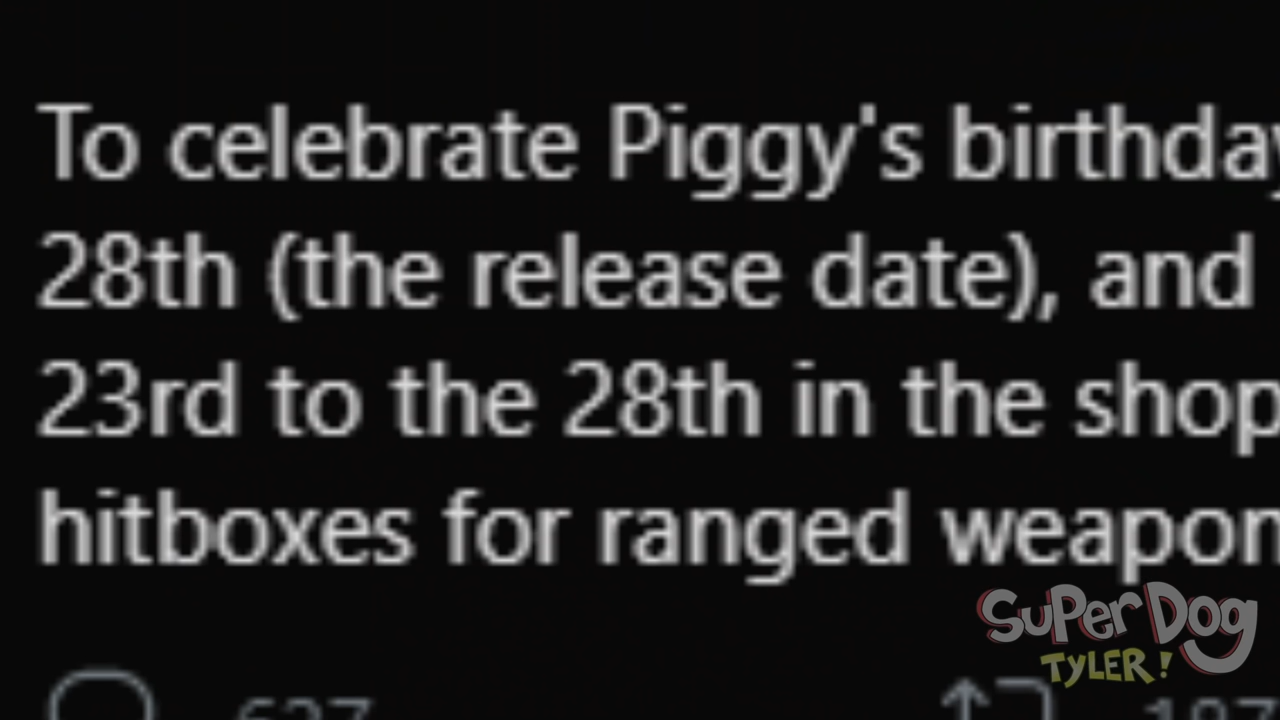 To celebrate Piggy's birthday
28th (the release date), and
23rd to the 28th in the shop
hitboxes for ranged weapon
SuPer Dog
TYLER!